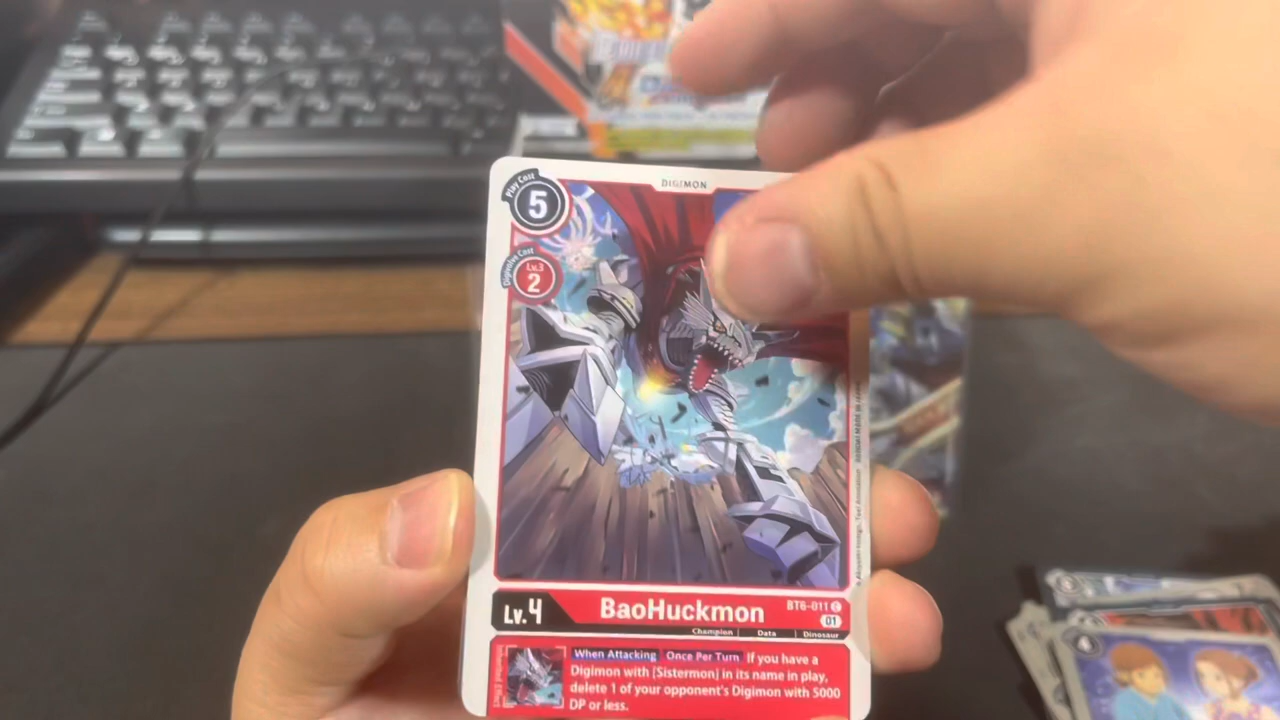 DIGIMON
Play Cost
5
Digivolve Cost
Lv.3
2
Lv.4
BaoHuckmon
BT6-011 C
01
Champion | Data | Dinosaur
When Attacking Once Per Turn If you have a
Digimon with [Sistermon] in its name in play,
delete 1 of your opponent's Digimon with 5000
DP or less.
4